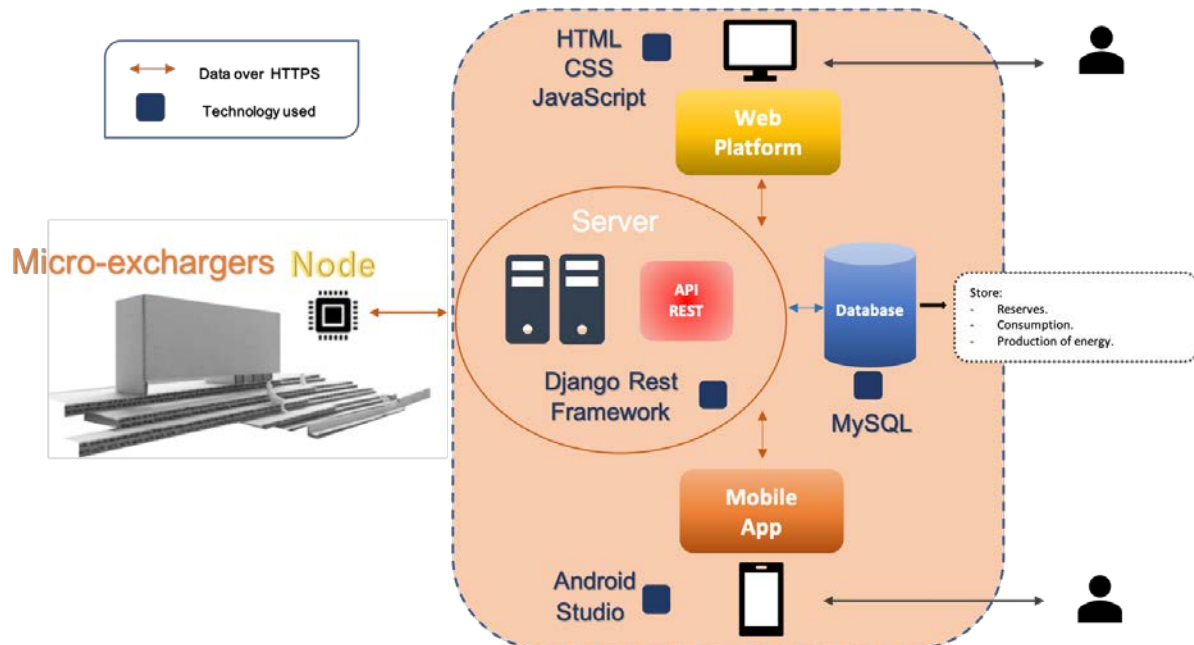 Data over HTTPS
Technology used
HTML
CSS
JavaScript
Web
Platform
Server
Micro-exchargers Node
API
REST
Database
Store:
- Reserves.
- Consumption.
- Production of energy.
Django Rest
Framework
MySQL
Mobile
App
Android
Studio